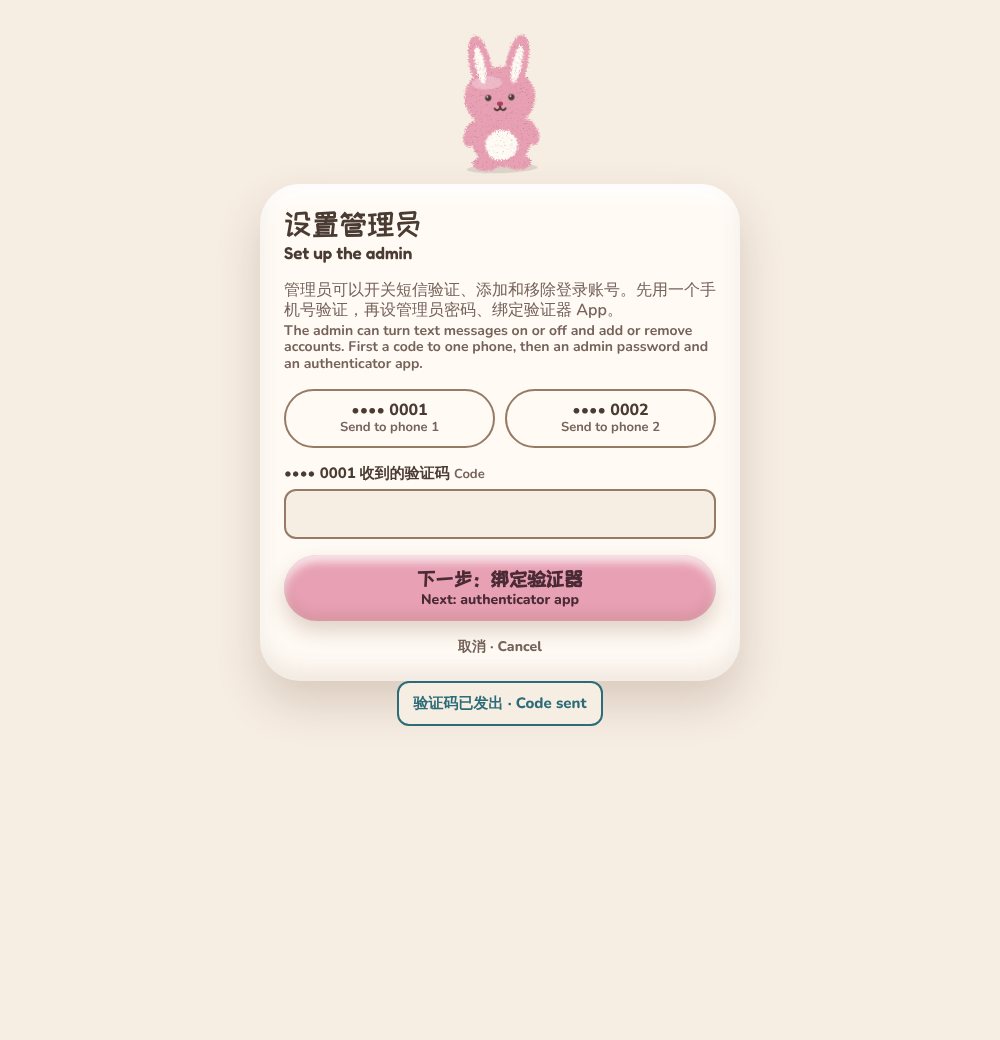 设置管理员
Set up the admin
管理员可以开关短信验证、添加和移除登录账号。先用一个手
机号验证，再设管理员密码、绑定验证器 App。
The admin can turn text messages on or off and add or remove
accounts. First a code to one phone, then an admin password and
an authenticator app.
•••• 0001
Send to phone 1
•••• 0002
Send to phone 2
•••• 0001 收到的验证码 Code
下一步：绑定验证器
Next: authenticator app
取消 · Cancel
验证码已发出 · Code sent